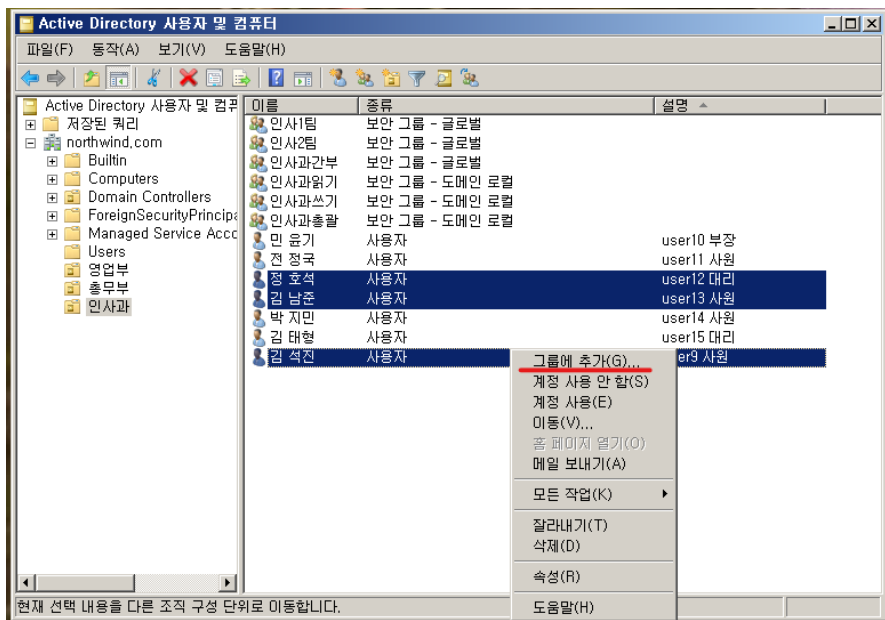 Active Directory 사용자 및 컴퓨터
파일(F) 동작(A) 보기(V) 도움말(H)
Active Directory 사용자 및 컴퓨
저장된 쿼리
northwind.com
Builtin
Computers
Domain Controllers
ForeignSecurityPrincipa
Managed Service Acco
Users
영업부
총무부
인사과
이름 종류 설명
인사1팀 보안 그룹 - 글로벌
인사2팀 보안 그룹 - 글로벌
인사과간부 보안 그룹 - 글로벌
인사과읽기 보안 그룹 - 도메인 로컬
인사과쓰기 보안 그룹 - 도메인 로컬
인사과총괄 보안 그룹 - 도메인 로컬
민 윤기 사용자 user10 부장
전 정국 사용자 user11 사원
정 호석 사용자 user12 대리
김 남준 사용자 user13 사원
박 지민 사용자 user14 사원
김 태형 사용자 user15 대리
김 석진 사용자 er9 사원
그룹에 추가(G)...
계정 사용 안 함(S)
계정 사용(E)
이동(V)...
홈 페이지 열기(O)
메일 보내기(A)
모든 작업(K)
잘라내기(T)
삭제(D)
속성(R)
도움말(H)
현재 선택 내용을 다른 조직 구성 단위로 이동합니다.